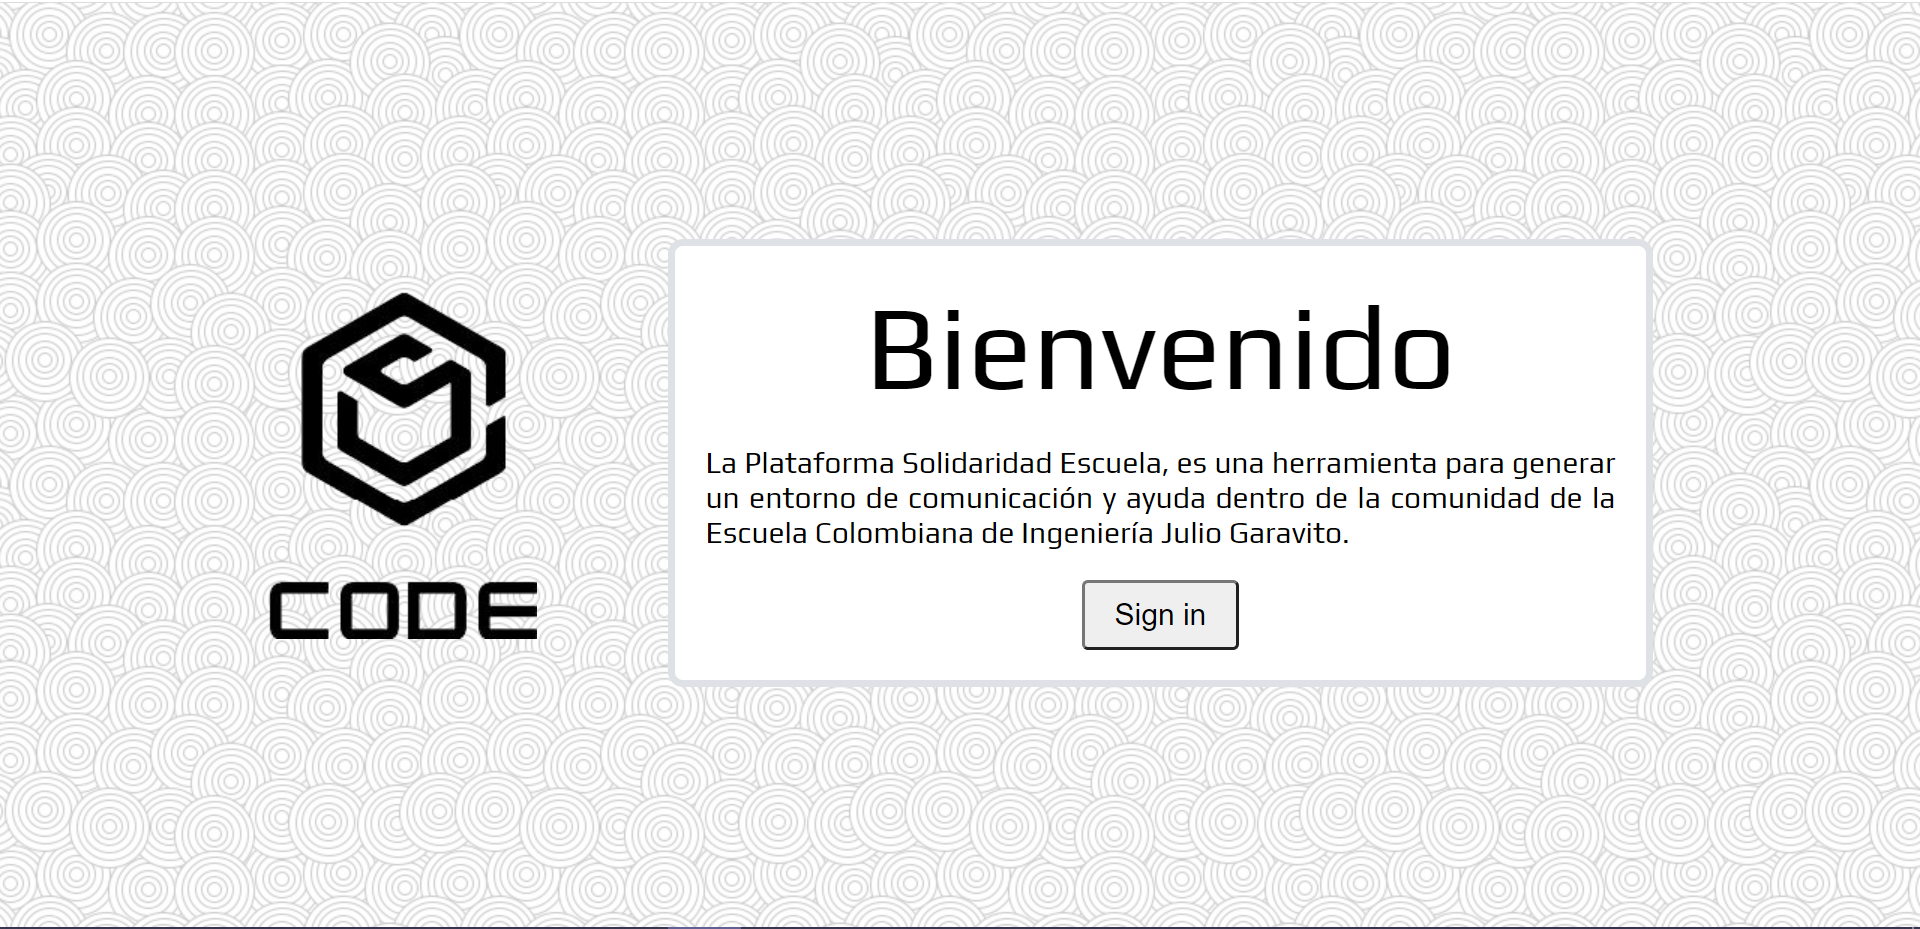 CODE
Bienvenido
La Plataforma Solidaridad Escuela, es una herramienta para generar
un entorno de comunicación y ayuda dentro de la comunidad de la
Escuela Colombiana de Ingeniería Julio Garavito.
Sign in